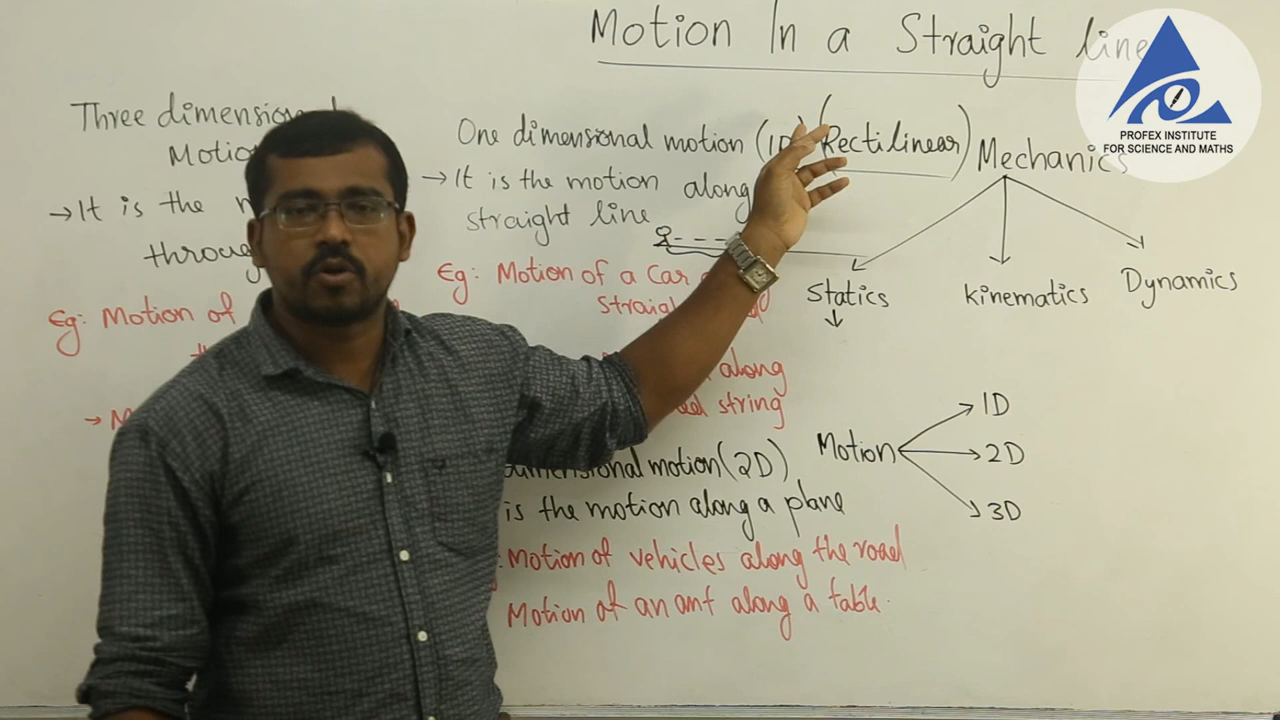 Motion In a Straight line
PROFEX INSTITUTE
FOR SCIENCE AND MATHS
Three dimensional
Motion
→ It is the
through
Eg: Motion of
One dimensional motion (1D) (Rectilinear)
→ It is the motion along
straight line
Eg: Motion of a Car
along
string
dimensional motion (2D)
is the motion along a plane
Motion of vehicles along the road
Motion of an ant along a table.
Mechanics
Statics
Kinematics
Dynamics
Motion
1D
2D
3D